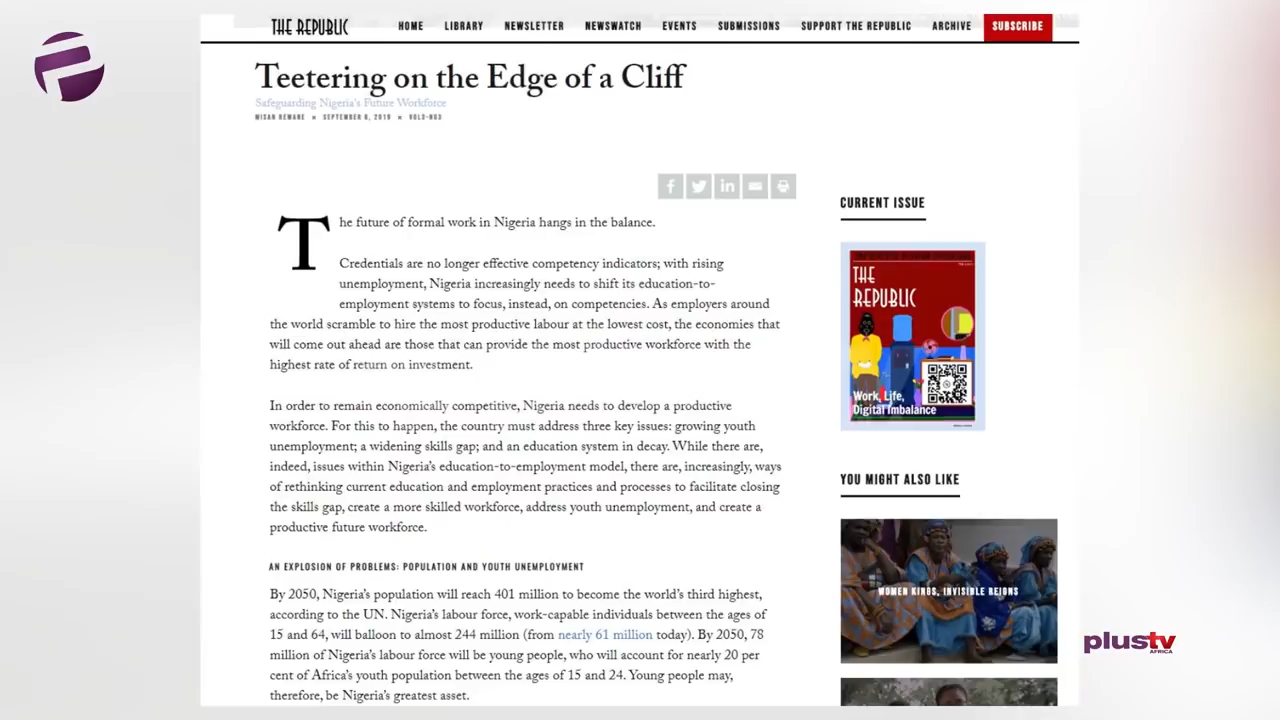 THE REPUBLIC
HOME LIBRARY NEWSLETTER NEWSWATCH EVENTS SUBMISSIONS SUPPORT THE REPUBLIC ARCHIVE SUBSCRIBE
Teetering on the Edge of a Cliff
Safeguarding Nigeria's Future Workforce
MISAN REWANE × SEPTEMBER 8, 2019 × VOL3-NO3
The future of formal work in Nigeria hangs in the balance.
Credentials are no longer effective competency indicators; with rising
unemployment, Nigeria increasingly needs to shift its education-to-
employment systems to focus, instead, on competencies. As employers around
the world scramble to hire the most productive labour at the lowest cost, the economies that
will come out ahead are those that can provide the most productive workforce with the
highest rate of return on investment.
In order to remain economically competitive, Nigeria needs to develop a productive
workforce. For this to happen, the country must address three key issues: growing youth
unemployment; a widening skills gap; and an education system in decay. While there are,
indeed, issues within Nigeria's education-to-employment model, there are, increasingly, ways
of rethinking current education and employment practices and processes to facilitate closing
the skills gap, create a more skilled workforce, address youth unemployment, and create a
productive future workforce.
AN EXPLOSION OF PROBLEMS: POPULATION AND YOUTH UNEMPLOYMENT
By 2050, Nigeria's population will reach 401 million to become the world's third highest,
according to the UN. Nigeria's labour force, work-capable individuals between the ages of
15 and 64, will balloon to almost 244 million (from nearly 61 million today). By 2050, 78
million of Nigeria's labour force will be young people, who will account for nearly 20 per
cent of Africa's youth population between the ages of 15 and 24. Young people may,
therefore, be Nigeria's greatest asset.
CURRENT ISSUE
THE
REPUBLIC
Work, Life,
Digital Imbalance
YOU MIGHT ALSO LIKE
WOMEN KINGS, INVISIBLE REIGNS
plustv
AFRICA